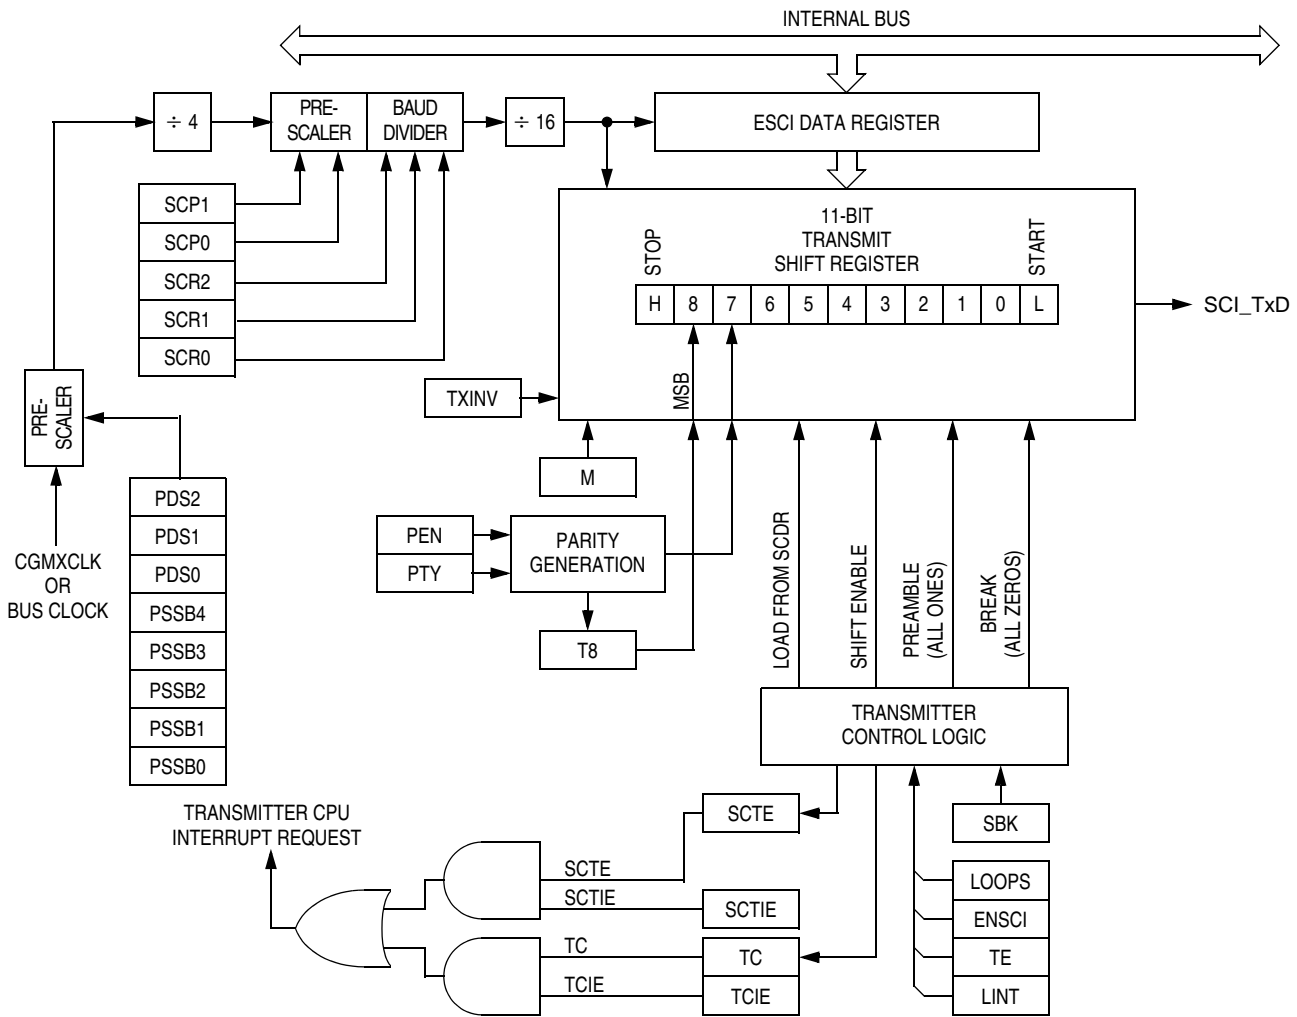 INTERNAL BUS
÷ 4
PRE-
SCALER
BAUD
DIVIDER
÷ 16
ESCI DATA REGISTER
SCP1
SCP0
SCR2
SCR1
SCR0
11-BIT
TRANSMIT
SHIFT REGISTER
STOP
START
H 8 7 6 5 4 3 2 1 0 L
SCI_TxD
MSB
TXINV
M
PRE-
SCALER
CGMXCLK
OR
BUS CLOCK
PDS2
PDS1
PDS0
PSSB4
PSSB3
PSSB2
PSSB1
PSSB0
PEN
PTY
PARITY
GENERATION
T8
LOAD FROM SCDR
SHIFT ENABLE
PREAMBLE
(ALL ONES)
BREAK
(ALL ZEROS)
TRANSMITTER
CONTROL LOGIC
TRANSMITTER CPU
INTERRUPT REQUEST
SCTE
SBK
SCTE
SCTIE
SCTIE
TC
TC
TCIE
TCIE
LOOPS
ENSCI
TE
LINT